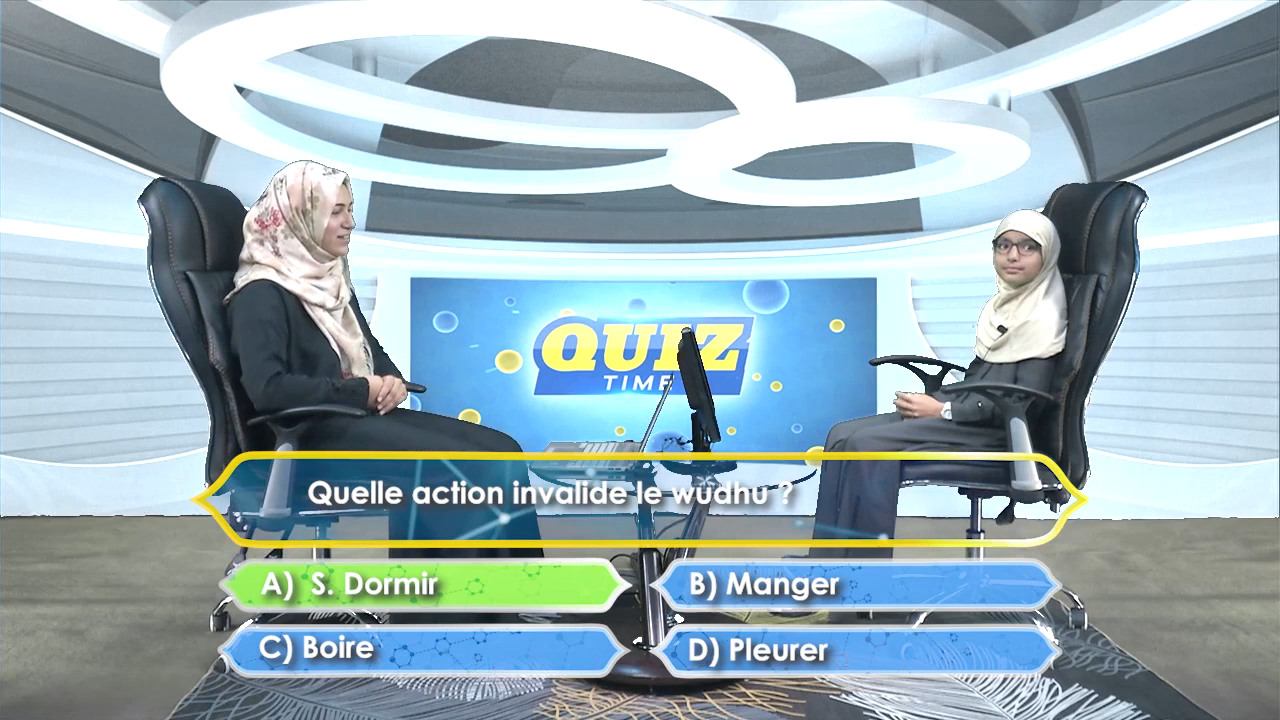 QUIZ
TIME
Quelle action invalide le wudhu ?
A) S. Dormir
B) Manger
C) Boire
D) Pleurer